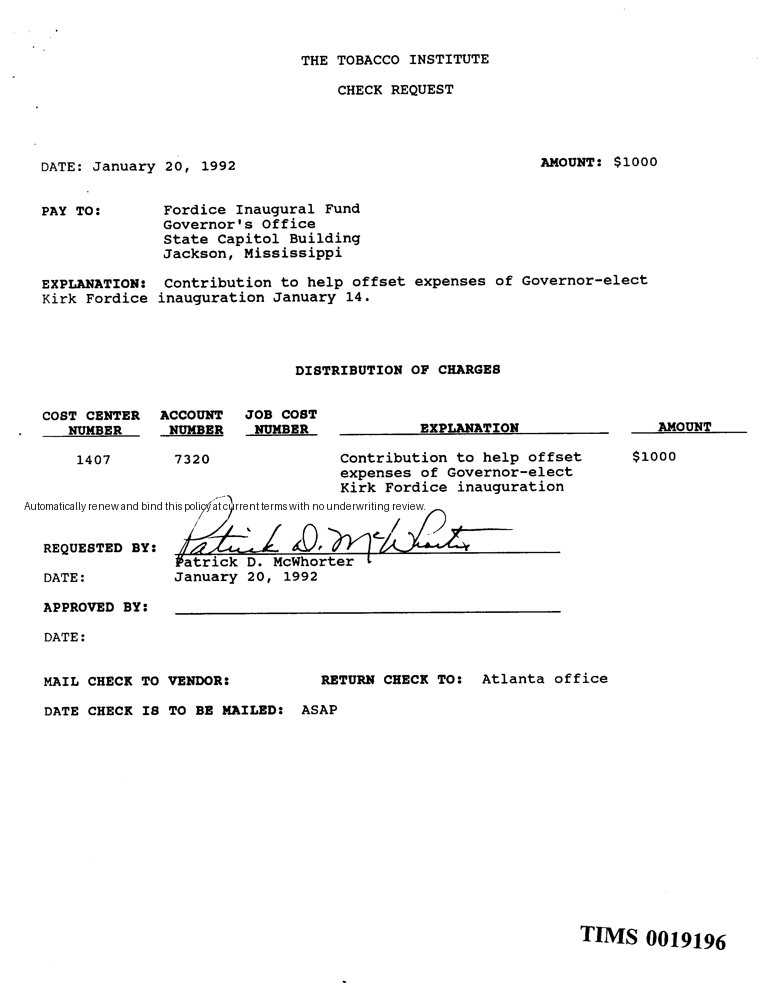 THE TOBACCO INSTITUTE
CHECK REQUEST
DATE: January 20, 1992 AMOUNT: $1000
PAY TO: Fordice Inaugural Fund
Governor's Office
State Capitol Building
Jackson, Mississippi
EXPLANATION: Contribution to help offset expenses of Governor-elect
Kirk Fordice inauguration January 14.
DISTRIBUTION OF CHARGES
COST CENTER ACCOUNT JOB COST
NUMBER NUMBER NUMBER EXPLANATION AMOUNT
1407 7320 Contribution to help offset $1000
expenses of Governor-elect
Kirk Fordice inauguration
Automatically renew and bind this policy at current terms with no underwriting review.
REQUESTED BY: Patrick D. McWhorter
Patrick D. McWhorter
DATE: January 20, 1992
APPROVED BY:
DATE:
MAIL CHECK TO VENDOR: RETURN CHECK TO: Atlanta office
DATE CHECK IS TO BE MAILED: ASAP
TIMS 0019196